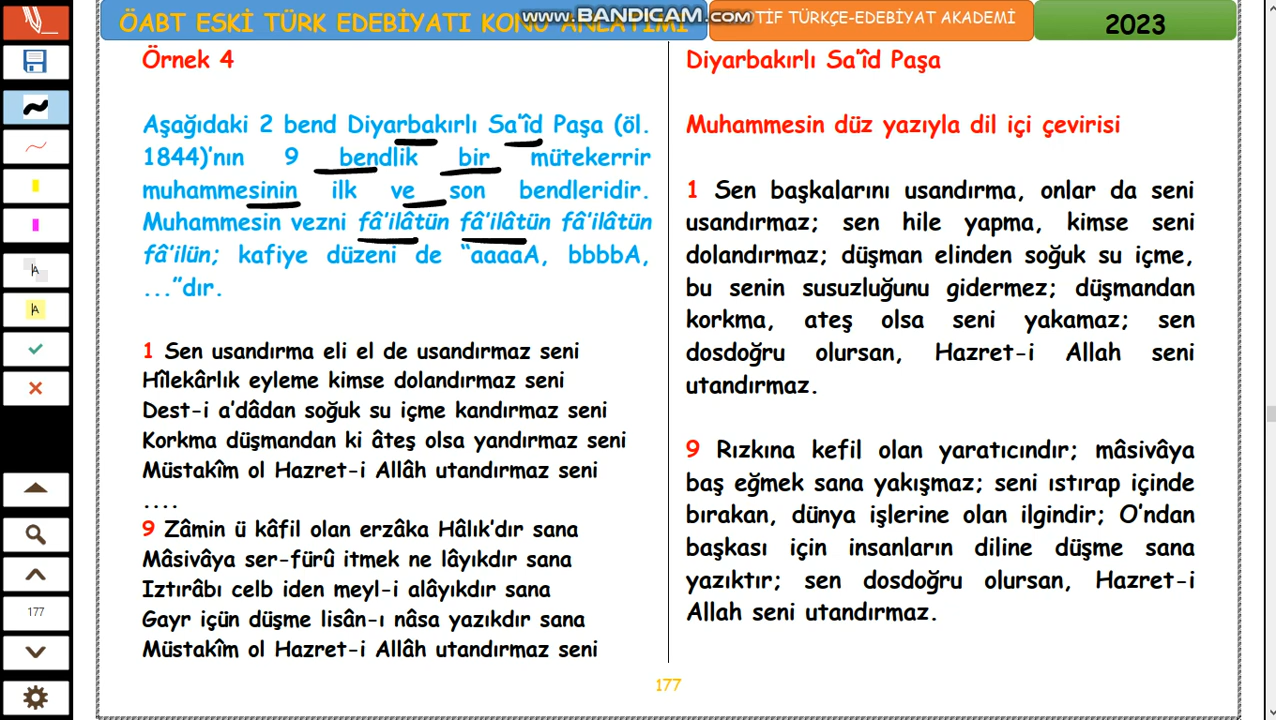 ÖABT ESKİ TÜRK EDEBİYATI KONU ANLATIMI
www.BANDICAM.com
TİF TÜRKÇE-EDEBİYAT AKADEMİ
2023
Örnek 4
Aşağıdaki 2 bend Diyarbakırlı Sa'îd Paşa (öl.
1844)'nın 9 bendlik bir mütekerrir
muhammesinin ilk ve son bendleridir.
Muhammesin vezni fâ'ilâtün fâ'ilâtün fâ'ilâtün
fâ'ilün; kafiye düzeni de “aaaaA, bbbbA,
...”dır.
1 Sen usandırma eli el de usandırmaz seni
Hîlekârlık eyleme kimse dolandırmaz seni
Dest-i a'dâdan soğuk su içme kandırmaz seni
Korkma düşmandan ki âteş olsa yandırmaz seni
Müstakîm ol Hazret-i Allâh utandırmaz seni
....
9 Zâmin ü kâfil olan erzâka Hâlık'dır sana
Mâsivâya ser-fürû itmek ne lâyıkdır sana
Iztırâbı celb iden meyl-i alâyıkdır sana
Gayr içün düşme lisân-ı nâsa yazıkdır sana
Müstakîm ol Hazret-i Allâh utandırmaz seni
Diyarbakırlı Sa'îd Paşa
Muhammesin düz yazıyla dil içi çevirisi
1 Sen başkalarını usandırma, onlar da seni
usandırmaz; sen hile yapma, kimse seni
dolandırmaz; düşman elinden soğuk su içme,
bu senin susuzluğunu gidermez; düşmandan
korkma, ateş olsa seni yakamaz; sen
dosdoğru olursan, Hazret-i Allah seni
utandırmaz.
9 Rızkına kefil olan yaratıcındır; mâsivâya
baş eğmek sana yakışmaz; seni ıstırap içinde
bırakan, dünya işlerine olan ilgindir; O'ndan
başkası için insanların diline düşme sana
yazıktır; sen dosdoğru olursan, Hazret-i
Allah seni utandırmaz.
177
177